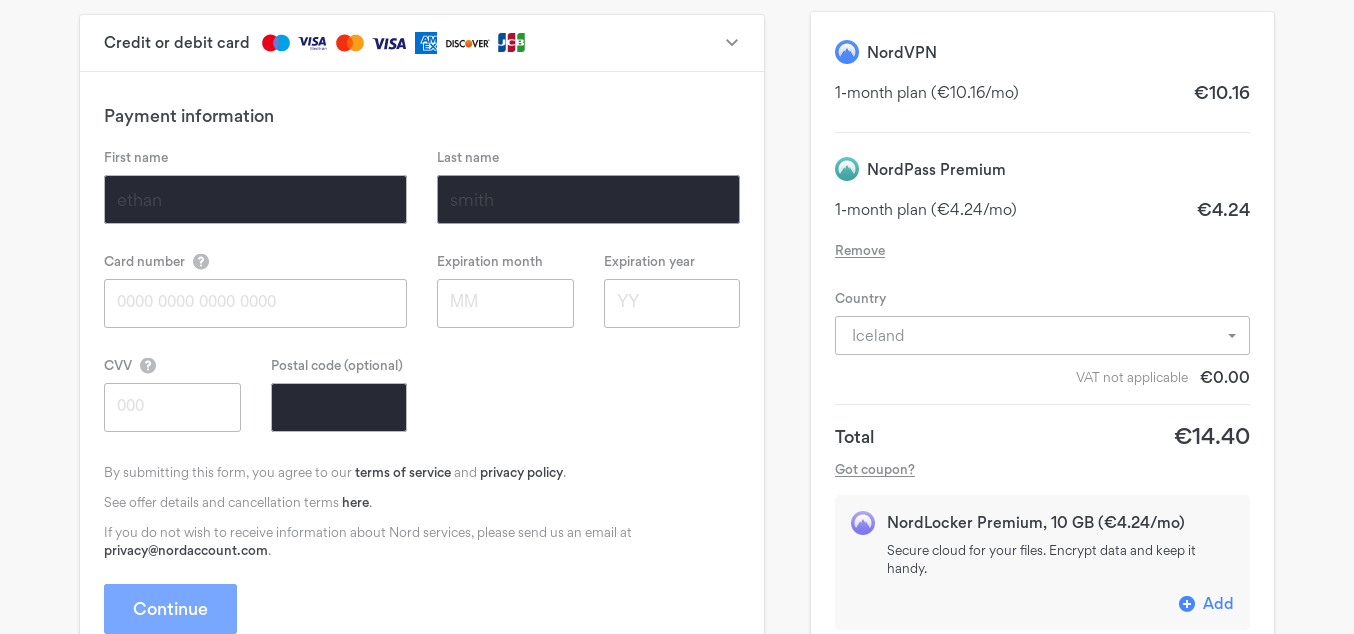 Credit or debit card VISA Electron VISA AM EX DISCOVER JCB
Payment information
First name Last name
ethan smith
Card number ? Expiration month Expiration year
0000 0000 0000 0000 MM YY
CVV ? Postal code (optional)
000
By submitting this form, you agree to our terms of service and privacy policy.
See offer details and cancellation terms here.
If you do not wish to receive information about Nord services, please send us an email at
privacy@nordaccount.com.
Continue
NordVPN
1-month plan (€10.16/mo) €10.16
NordPass Premium
1-month plan (€4.24/mo) €4.24
Remove
Country
Iceland
VAT not applicable €0.00
Total €14.40
Got coupon?
NordLocker Premium, 10 GB (€4.24/mo)
Secure cloud for your files. Encrypt data and keep it
handy.
Add